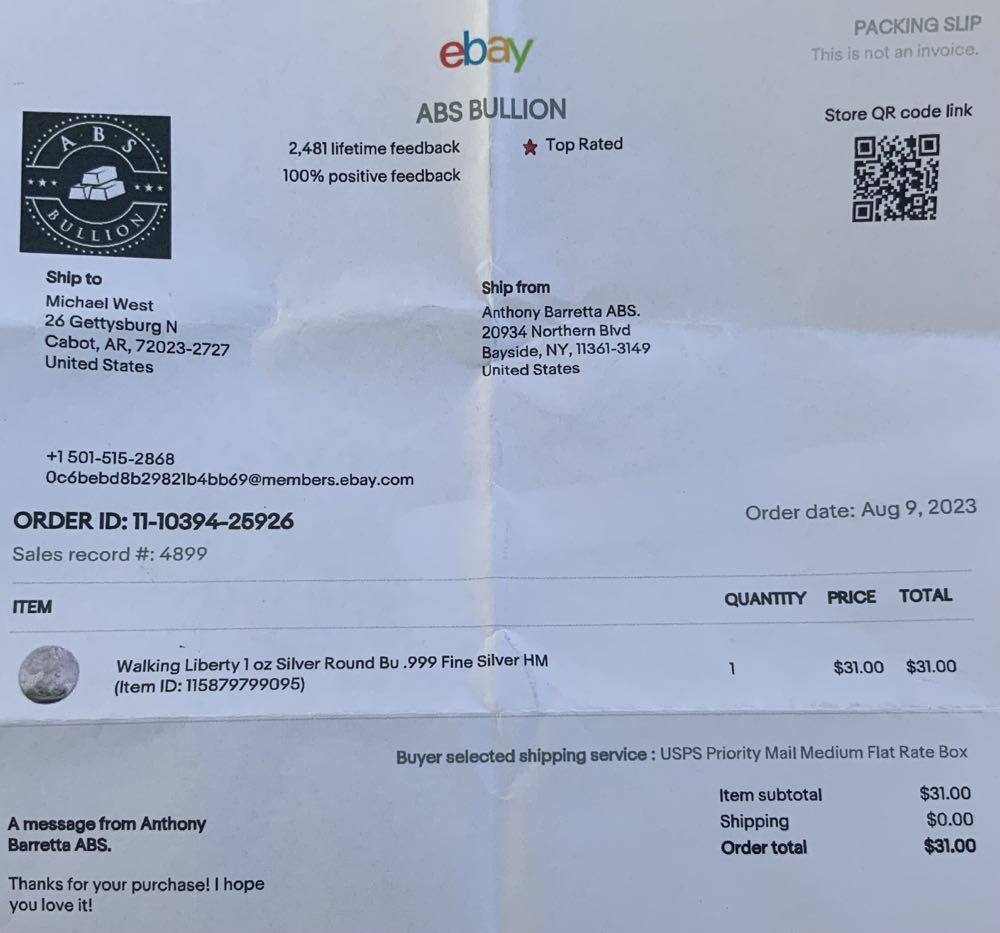 PACKING SLIP
This is not an invoice.
ebay
ABS BULLION
2,481 lifetime feedback
★ Top Rated
100% positive feedback
Store QR code link
ABS
BULLION
Ship to
Michael West
26 Gettysburg N
Cabot, AR, 72023-2727
United States
Ship from
Anthony Barretta ABS.
20934 Northern Blvd
Bayside, NY, 11361-3149
United States
+1 501-515-2868
0c6bebd8b29821b4bb69@members.ebay.com
ORDER ID: 11-10394-25926
Order date: Aug 9, 2023
Sales record #: 4899
ITEM QUANTITY PRICE TOTAL
Walking Liberty 1 oz Silver Round Bu .999 Fine Silver HM
(Item ID: 115879799095)
1 $31.00 $31.00
Buyer selected shipping service : USPS Priority Mail Medium Flat Rate Box
Item subtotal $31.00
Shipping $0.00
Order total $31.00
A message from Anthony
Barretta ABS.
Thanks for your purchase! I hope
you love it!